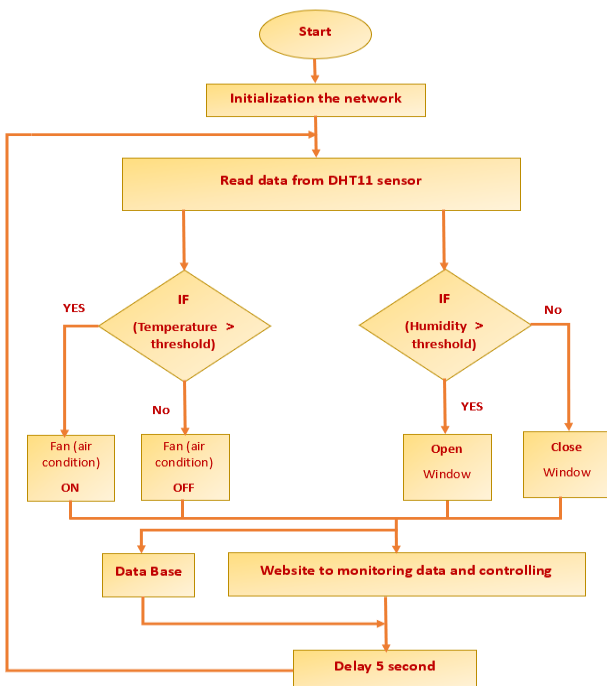 Start
Initialization the network
Read data from DHT11 sensor
IF
(Temperature >
threshold)
YES
No
IF
(Humidity >
threshold)
No
YES
Fan (air
condition)
ON
Fan (air
condition)
OFF
Open
Window
Close
Window
Data Base
Website to monitoring data and controlling
Delay 5 second